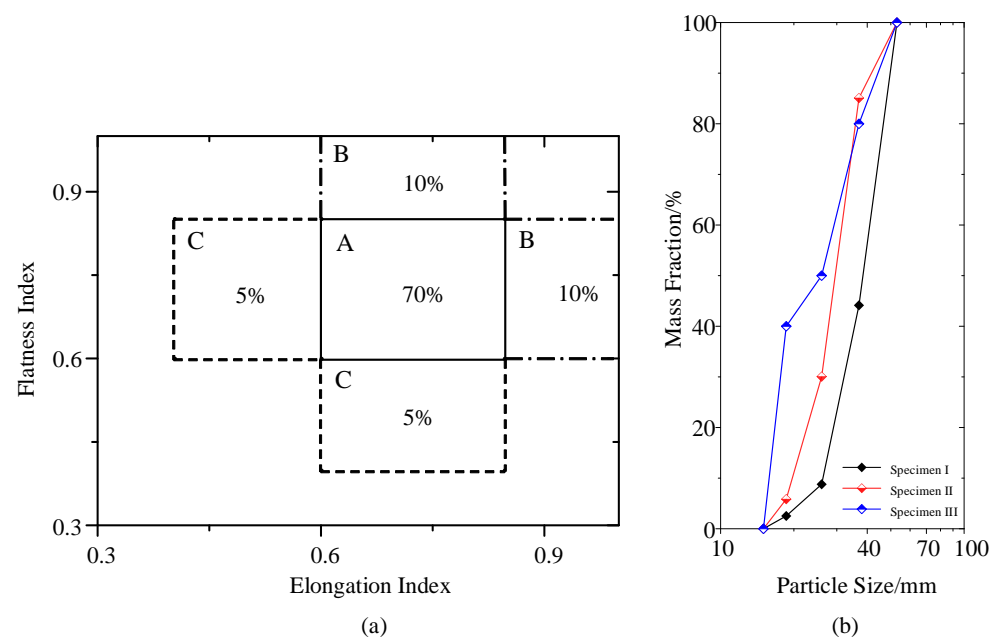 B
10%
0.9
C
A
B
5%
70%
10%
0.6
C
5%
0.3
0.3
0.6
0.9
Flatness Index
Elongation Index
(a)
100
80
60
40
20
0
10
40
70
100
Mass Fraction/%
Specimen I
Specimen II
Specimen III
Particle Size/mm
(b)